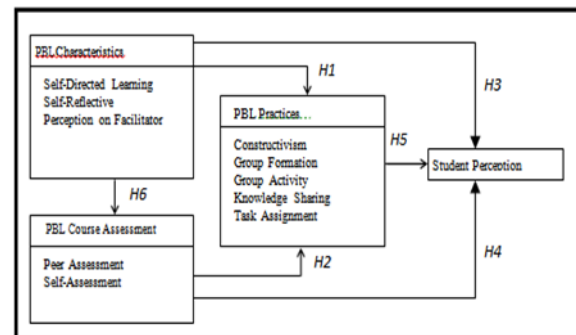 PBL Characteristics
Self-Directed Learning
Self-Reflective
Perception on Facilitator
H1
H3
PBL Practices…
Constructivism
Group Formation
Group Activity
Knowledge Sharing
Task Assignment
H5
Student Perception
H6
PBL Course Assessment
Peer Assessment
Self-Assessment
H2
H4